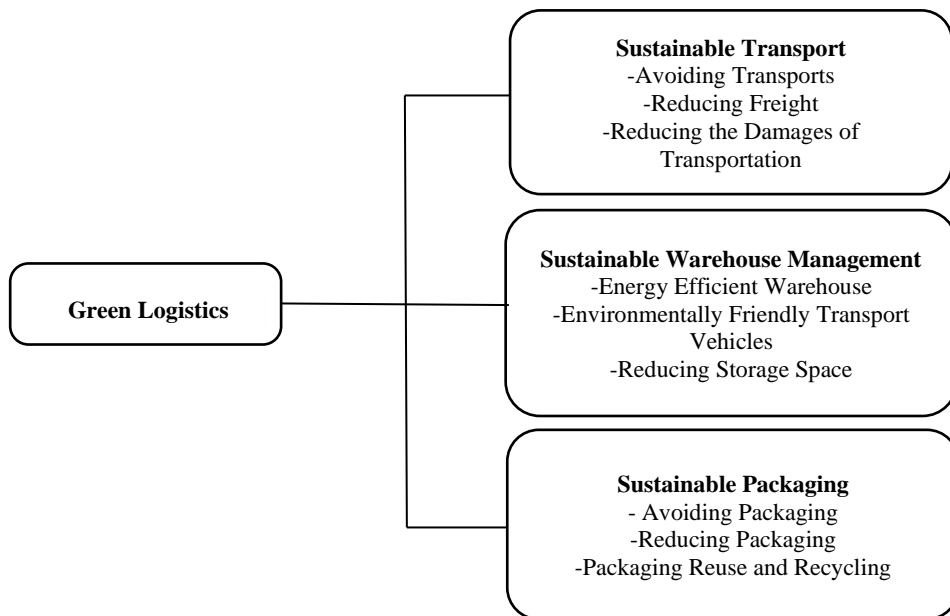 Sustainable Transport
-Avoiding Transports
-Reducing Freight
-Reducing the Damages of
Transportation
Green Logistics
Sustainable Warehouse Management
-Energy Efficient Warehouse
-Environmentally Friendly Transport
Vehicles
-Reducing Storage Space
Sustainable Packaging
- Avoiding Packaging
-Reducing Packaging
-Packaging Reuse and Recycling